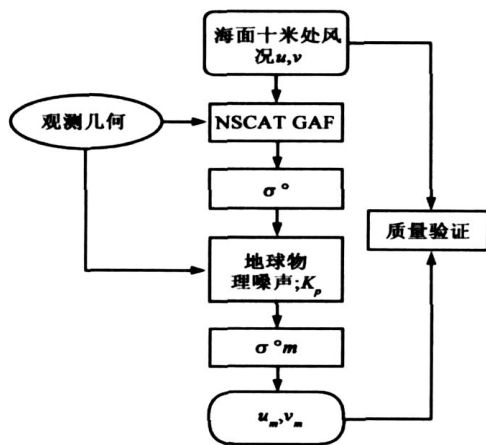 海面十米处风
况u,v
观测几何
NSCAT GAF
σ°
质量验证
地球物
理噪声;Kₚ
σ°m
uₘ,vₘ